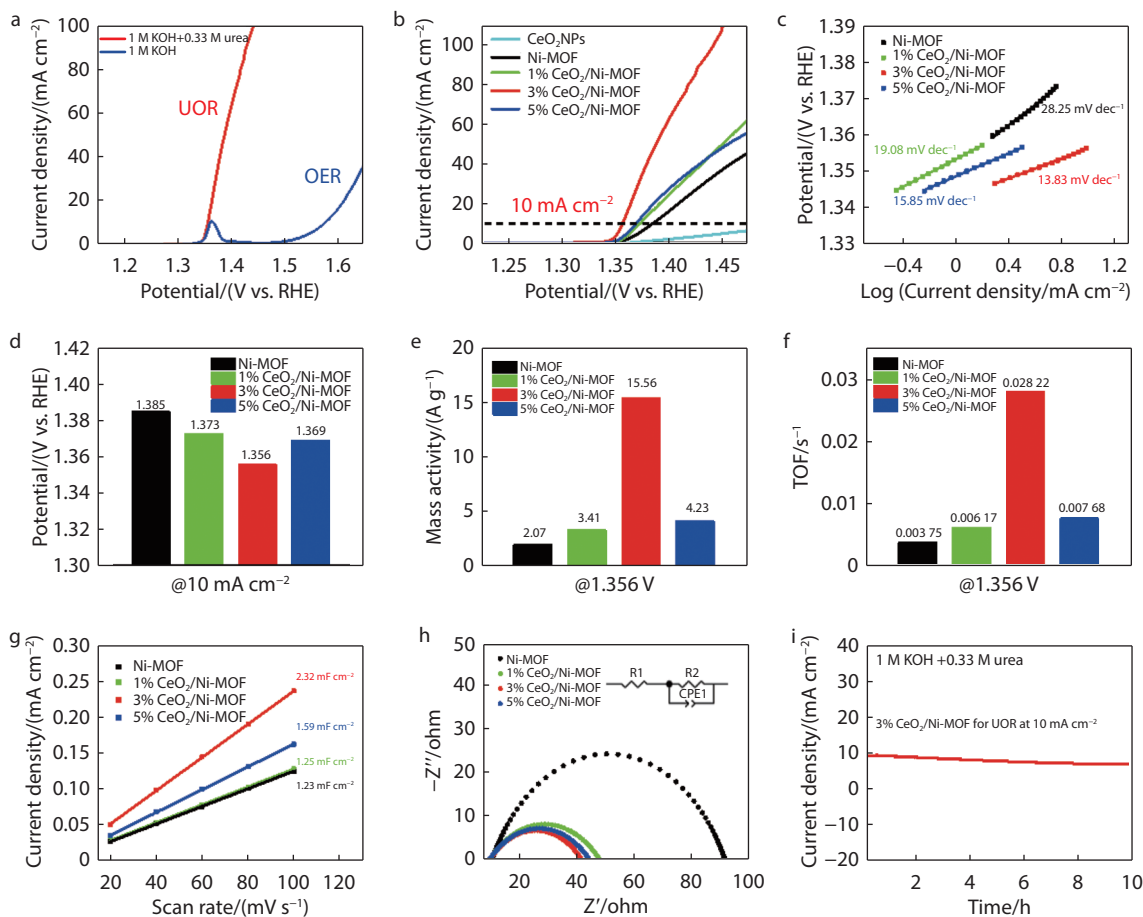 a
Current density/(mA cm⁻²)
100
80
60
40
20
0
1 M KOH+0.33 M urea
1 M KOH
UOR
OER
1.2 1.3 1.4 1.5 1.6
Potential/(V vs. RHE)
b
Current density/(mA cm⁻²)
100
80
60
40
20
0
CeO₂NPs
Ni-MOF
1% CeO₂/Ni-MOF
3% CeO₂/Ni-MOF
5% CeO₂/Ni-MOF
10 mA cm⁻²
1.25 1.30 1.35 1.40 1.45
Potential/(V vs. RHE)
c
Potential/(V vs. RHE)
1.39
1.38
1.37
1.36
1.35
1.34
1.33
Ni-MOF
1% CeO₂/Ni-MOF
3% CeO₂/Ni-MOF
5% CeO₂/Ni-MOF
28.25 mV dec⁻¹
19.08 mV dec⁻¹
13.83 mV dec⁻¹
15.85 mV dec⁻¹
−0.4 0 0.4 0.8 1.2
Log (Current density/mA cm⁻²)
d
Potential/(V vs. RHE)
1.42
1.40
1.38
1.36
1.34
1.32
1.30
Ni-MOF
1% CeO₂/Ni-MOF
3% CeO₂/Ni-MOF
5% CeO₂/Ni-MOF
1.385
1.373
1.356
1.369
@10 mA cm⁻²
e
Mass activity/(A g⁻¹)
20
15
10
5
0
Ni-MOF
1% CeO₂/Ni-MOF
3% CeO₂/Ni-MOF
5% CeO₂/Ni-MOF
2.07
3.41
15.56
4.23
@1.356 V
f
TOF/s⁻¹
0.03
0.02
0.01
0
Ni-MOF
1% CeO₂/Ni-MOF
3% CeO₂/Ni-MOF
5% CeO₂/Ni-MOF
0.003 75
0.006 17
0.028 22
0.007 68
@1.356 V
g
Current density/(mA cm⁻²)
0.30
0.25
0.20
0.15
0.10
0.05
0
Ni-MOF
1% CeO₂/Ni-MOF
3% CeO₂/Ni-MOF
5% CeO₂/Ni-MOF
2.32 mF cm⁻²
1.59 mF cm⁻²
1.25 mF cm⁻²
1.23 mF cm⁻²
20 40 60 80 100 120
Scan rate/(mV s⁻¹)
h
−Z''/ohm
50
40
30
20
10
0
Ni-MOF
1% CeO₂/Ni-MOF
3% CeO₂/Ni-MOF
5% CeO₂/Ni-MOF
R1 R2
CPE1
20 40 60 80 100
Z'/ohm
i
Current density/(mA cm⁻²)
40
30
20
10
0
−10
−20
1 M KOH +0.33 M urea
3% CeO₂/Ni-MOF for UOR at 10 mA cm⁻²
2 4 6 8 10
Time/h